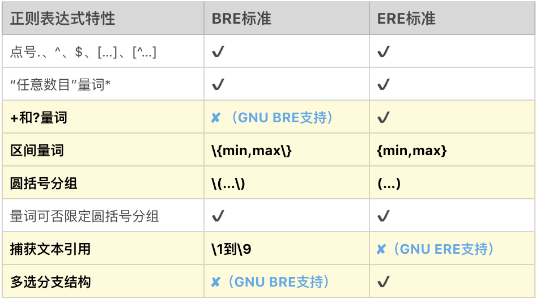 正则表达式特性 BRE标准 ERE标准
点号.、^、$、[...]、[^...] ✔ ✔
“任意数目”量词* ✔ ✔
+和?量词 ✘（GNU BRE支持） ✔
区间量词 \{min,max\} {min,max}
圆括号分组 \(...\) (...)
量词可否限定圆括号分组 ✔ ✔
捕获文本引用 \1到\9 ✘（GNU ERE支持）
多选分支结构 ✘（GNU BRE支持） ✔